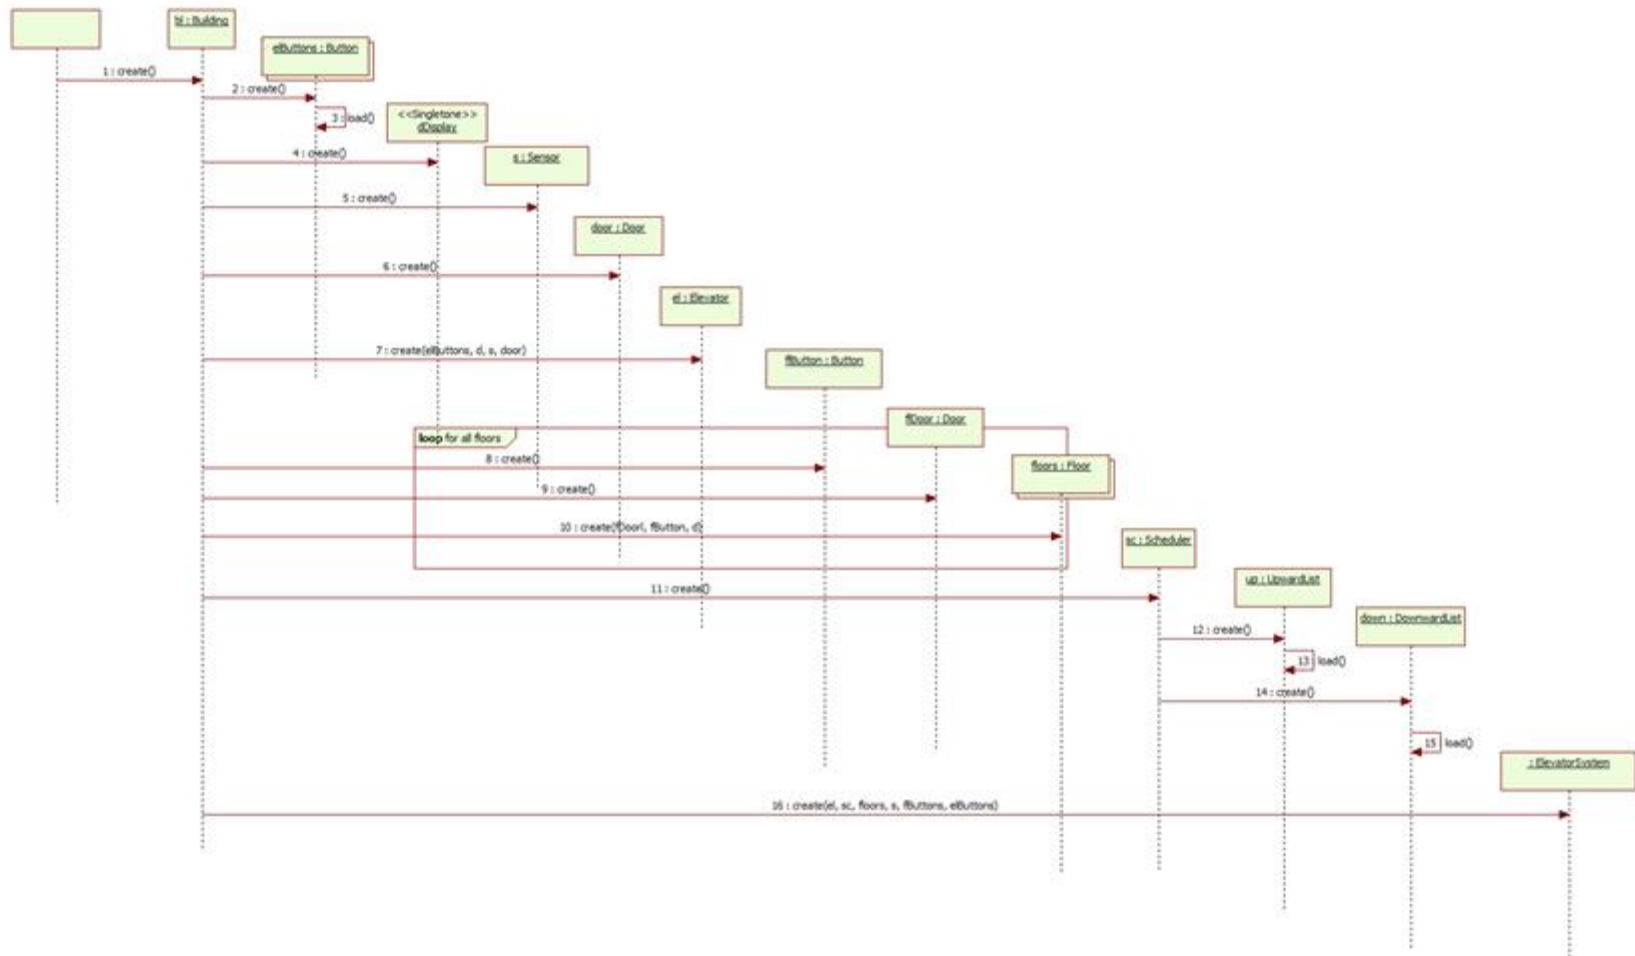 bl : Building
elButtons : Button
1 : create()
2 : create()
3 : load()
<<Singletone>>
dDisplay
4 : create()
s : Sensor
5 : create()
door : Door
6 : create()
el : Elevator
7 : create(elButtons, d, s, door)
flButton : Button
flDoor : Door
loop for all floors
8 : create()
floors : Floor
9 : create()
10 : create(fDoorl, fButton, d)
sc : Scheduler
11 : create()
up : UpwardList
12 : create()
down : DownwardList
13 : load()
14 : create()
15 : load()
: ElevatorSystem
16 : create(el, sc, floors, s, fButtons, elButtons)